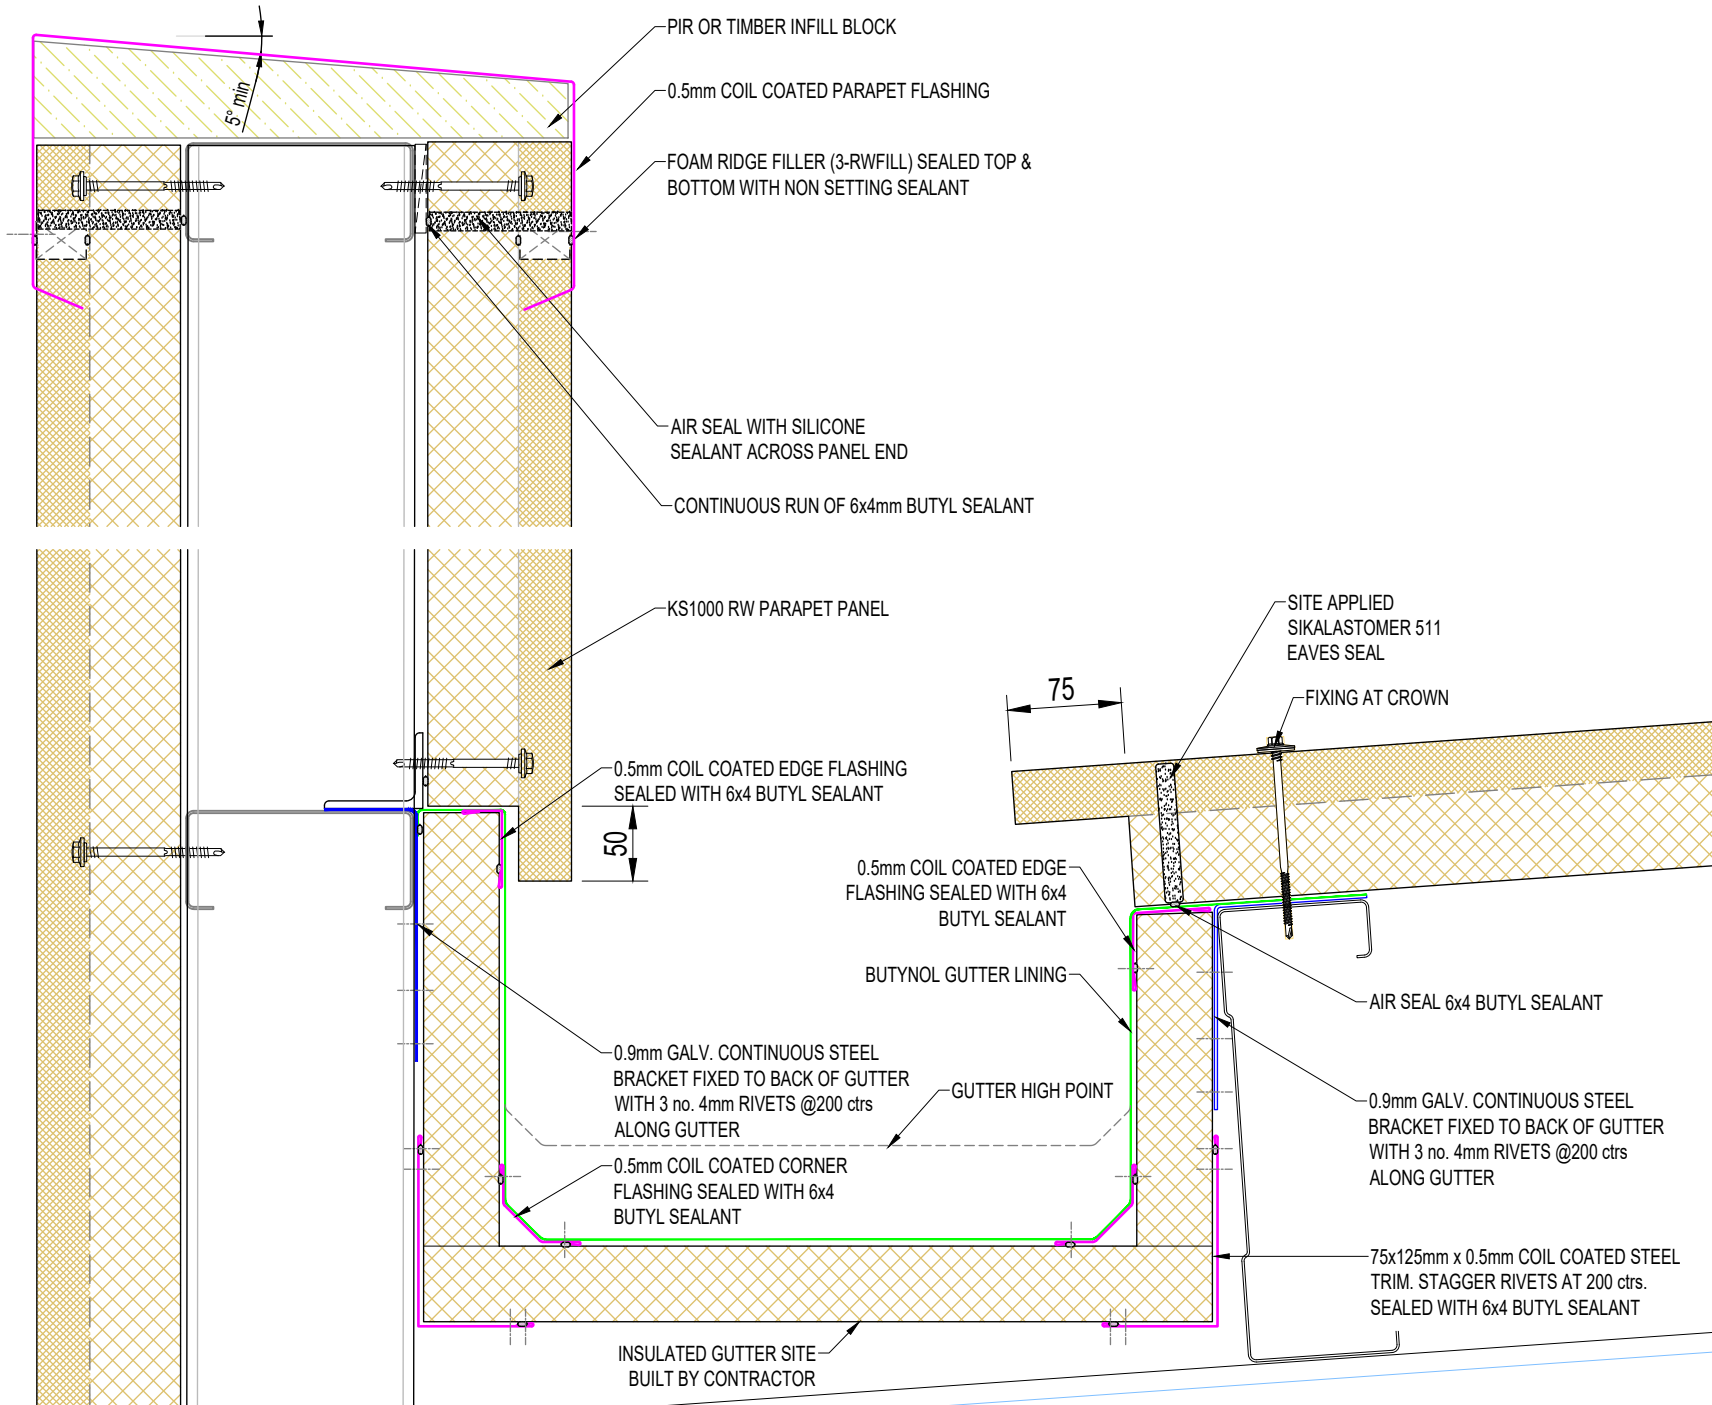 PIR OR TIMBER INFILL BLOCK
0.5mm COIL COATED PARAPET FLASHING
5° min
FOAM RIDGE FILLER (3-RWFILL) SEALED TOP &
BOTTOM WITH NON SETTING SEALANT
AIR SEAL WITH SILICONE
SEALANT ACROSS PANEL END
CONTINUOUS RUN OF 6x4mm BUTYL SEALANT
KS1000 RW PARAPET PANEL
SITE APPLIED
SIKALASTOMER 511
EAVES SEAL
75
FIXING AT CROWN
0.5mm COIL COATED EDGE FLASHING
SEALED WITH 6x4 BUTYL SEALANT
50
0.5mm COIL COATED EDGE
FLASHING SEALED WITH 6x4
BUTYL SEALANT
BUTYNOL GUTTER LINING
AIR SEAL 6x4 BUTYL SEALANT
0.9mm GALV. CONTINUOUS STEEL
BRACKET FIXED TO BACK OF GUTTER
WITH 3 no. 4mm RIVETS @200 ctrs
ALONG GUTTER
GUTTER HIGH POINT
0.9mm GALV. CONTINUOUS STEEL
BRACKET FIXED TO BACK OF GUTTER
WITH 3 no. 4mm RIVETS @200 ctrs
ALONG GUTTER
0.5mm COIL COATED CORNER
FLASHING SEALED WITH 6x4
BUTYL SEALANT
75x125mm x 0.5mm COIL COATED STEEL
TRIM. STAGGER RIVETS AT 200 ctrs.
SEALED WITH 6x4 BUTYL SEALANT
INSULATED GUTTER SITE
BUILT BY CONTRACTOR